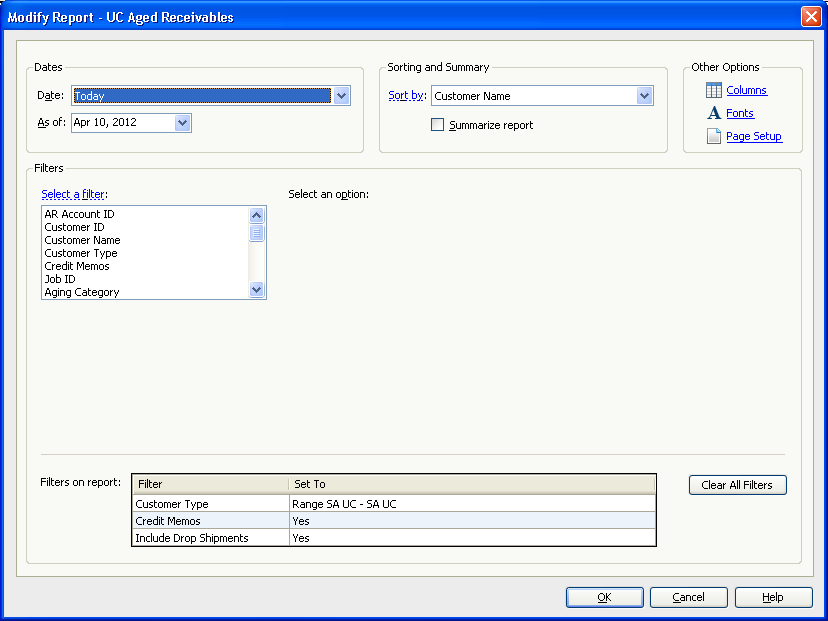 Modify Report - UC Aged Receivables
Dates
Date: Today
As of: Apr 10, 2012
Sorting and Summary
Sort by: Customer Name
Summarize report
Other Options
Columns
A Fonts
Page Setup
Filters
Select a filter:
Select an option:
AR Account ID
Customer ID
Customer Name
Customer Type
Credit Memos
Job ID
Aging Category
Filters on report:
Filter Set To
Customer Type Range SA UC - SA UC
Credit Memos Yes
Include Drop Shipments Yes
Clear All Filters
OK Cancel Help